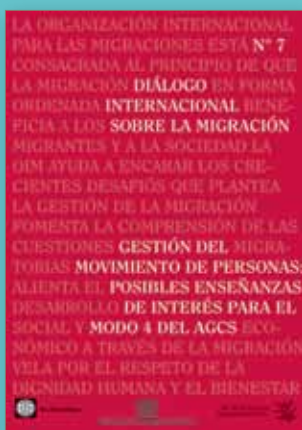 LA ORGANIZACIÓN INTERNACIONAL
PARA LAS MIGRACIONES ESTÁ Nº 7
CONSAGRADA AL PRINCIPIO DE QUE
LA MIGRACIÓN DIÁLOGO EN FORMA
ORDENADA INTERNACIONAL BENE-
FICIA A LOS SOBRE LA MIGRACIÓN
MIGRANTES Y A LA SOCIEDAD LA
OIM AYUDA A ENCARAR LOS CRE-
CIENTES DESAFÍOS QUE PLANTEA
LA GESTIÓN DE LA MIGRACIÓN
FOMENTA LA COMPRENSIÓN DE LAS
CUESTIONES GESTIÓN DEL MIGRA-
TORIAS MOVIMIENTO DE PERSONAS:
ALIENTA EL POSIBLES ENSEÑANZAS
DESARROLLO DE INTERÉS PARA EL
SOCIAL Y MODO 4 DEL AGCS ECO-
NÓMICO A TRAVÉS DE LA MIGRACIÓN
VELA POR EL RESPETO DE LA
DIGNIDAD HUMANA Y EL BIENESTAR